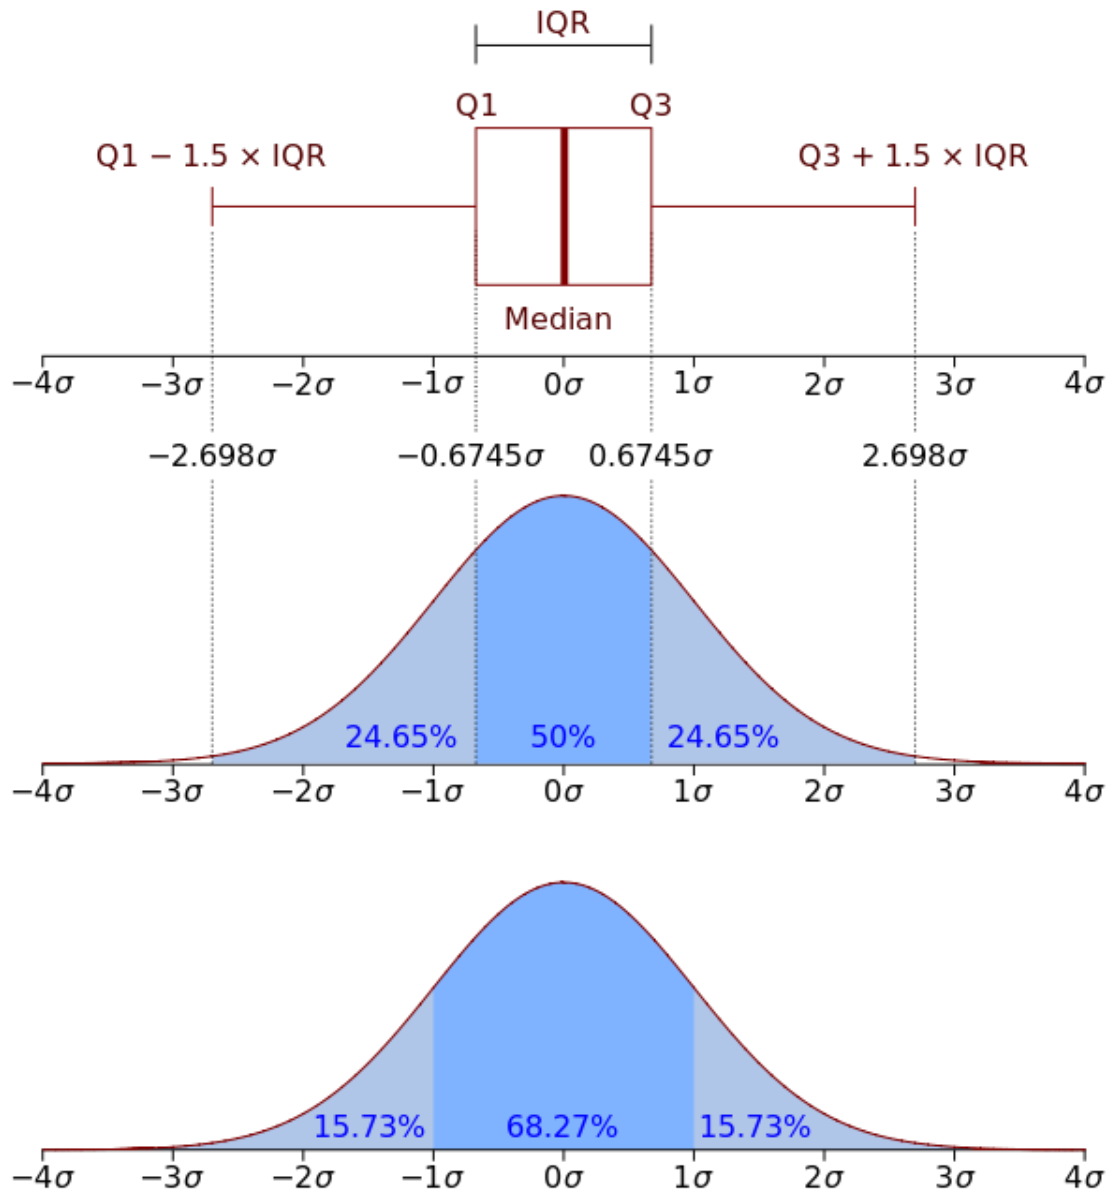 IQR
Q1 Q3
Q1 − 1.5 × IQR Q3 + 1.5 × IQR
Median
−4σ −3σ −2σ −1σ 0σ 1σ 2σ 3σ 4σ
−2.698σ −0.6745σ 0.6745σ 2.698σ
24.65% 50% 24.65%
−4σ −3σ −2σ −1σ 0σ 1σ 2σ 3σ 4σ
15.73% 68.27% 15.73%
−4σ −3σ −2σ −1σ 0σ 1σ 2σ 3σ 4σ